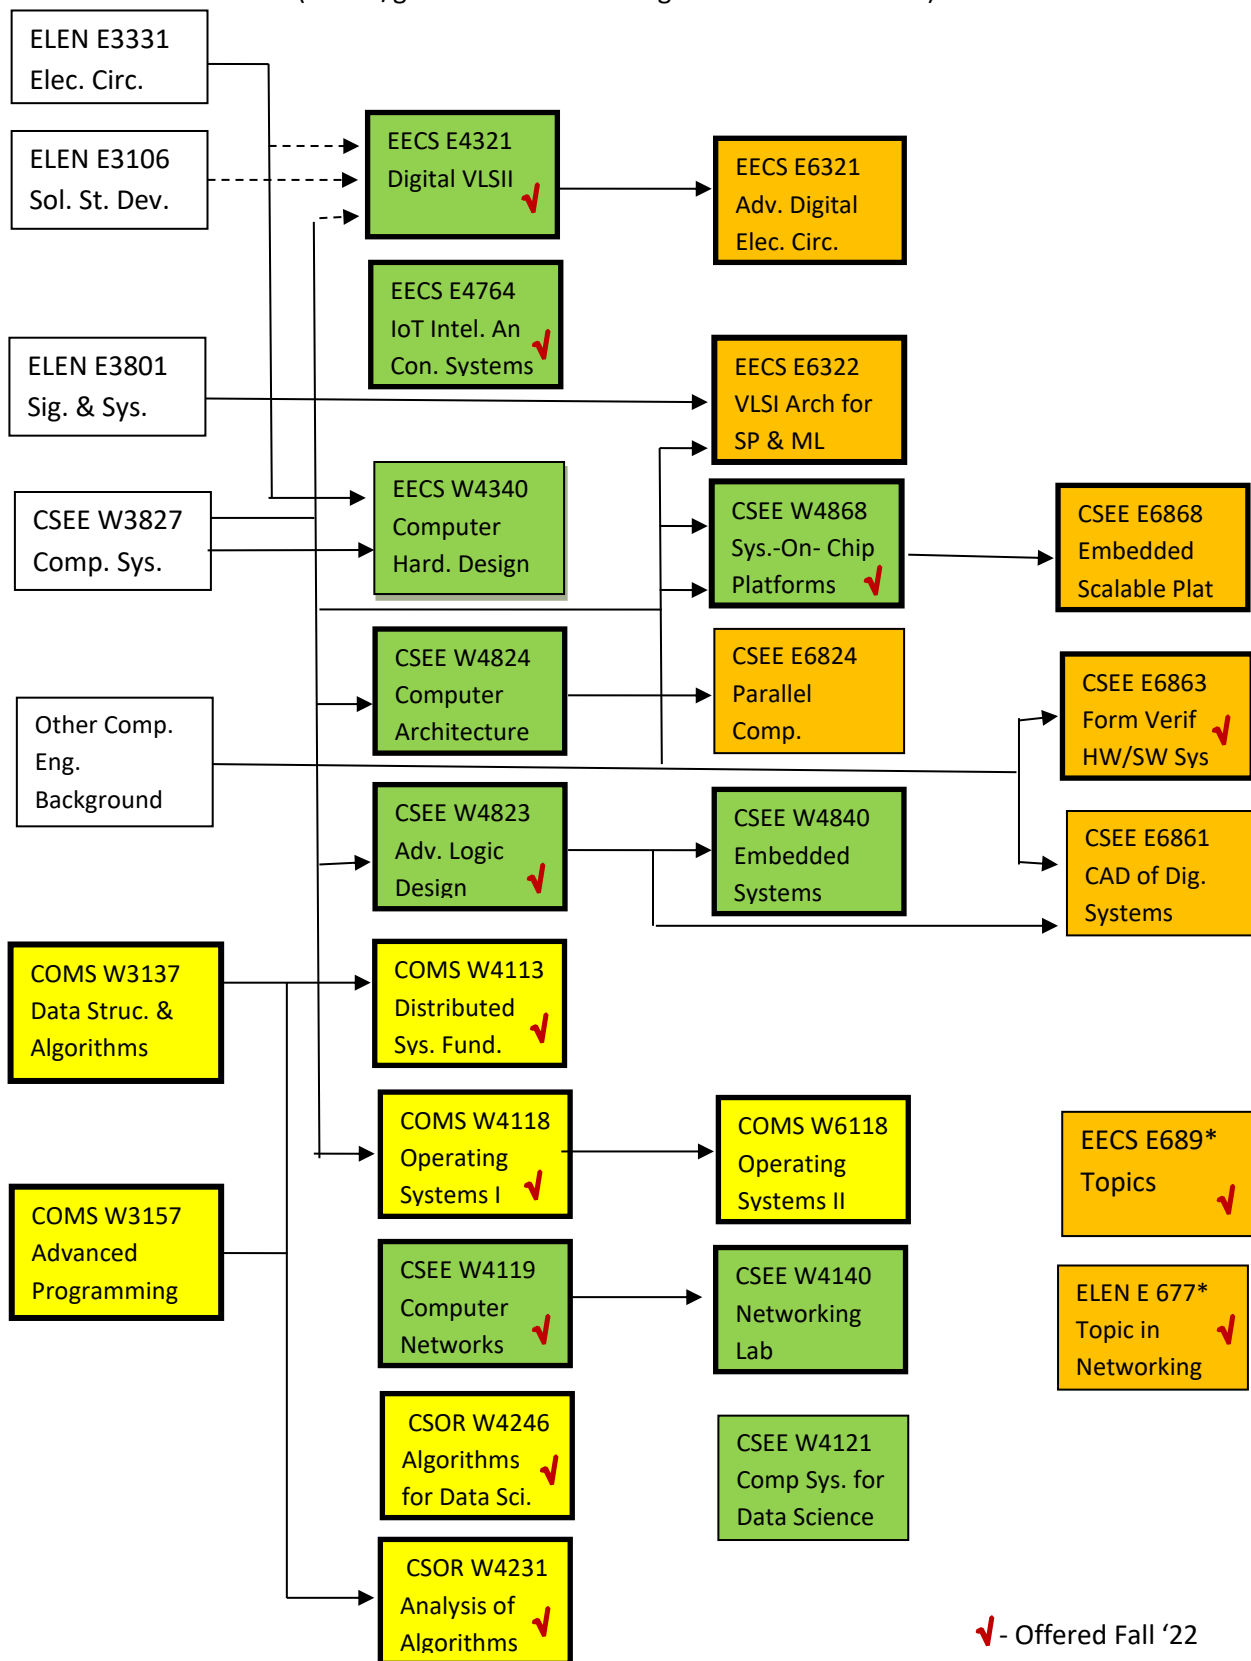 ELEN E3331
Elec. Circ.
ELEN E3106
Sol. St. Dev.
EECS E4321
Digital VLSII
EECS E6321
Adv. Digital
Elec. Circ.
EECS E4764
IoT Intel. An
Con. Systems
ELEN E3801
Sig. & Sys.
EECS E6322
VLSI Arch for
SP & ML
CSEE W3827
Comp. Sys.
EECS W4340
Computer
Hard. Design
CSEE W4868
Sys.-On- Chip
Platforms
CSEE E6868
Embedded
Scalable Plat
Other Comp.
Eng.
Background
CSEE W4824
Computer
Architecture
CSEE E6824
Parallel
Comp.
CSEE E6863
Form Verif
HW/SW Sys
CSEE W4823
Adv. Logic
Design
CSEE W4840
Embedded
Systems
CSEE E6861
CAD of Dig.
Systems
COMS W3137
Data Struc. &
Algorithms
COMS W4113
Distributed
Sys. Fund.
COMS W4118
Operating
Systems I
COMS W6118
Operating
Systems II
EECS E689*
Topics
COMS W3157
Advanced
Programming
CSEE W4119
Computer
Networks
CSEE W4140
Networking
Lab
ELEN E 677*
Topic in
Networking
CSOR W4246
Algorithms
for Data Sci.
CSEE W4121
Comp Sys. for
Data Science
CSOR W4231
Analysis of
Algorithms
√ - Offered Fall ‘22